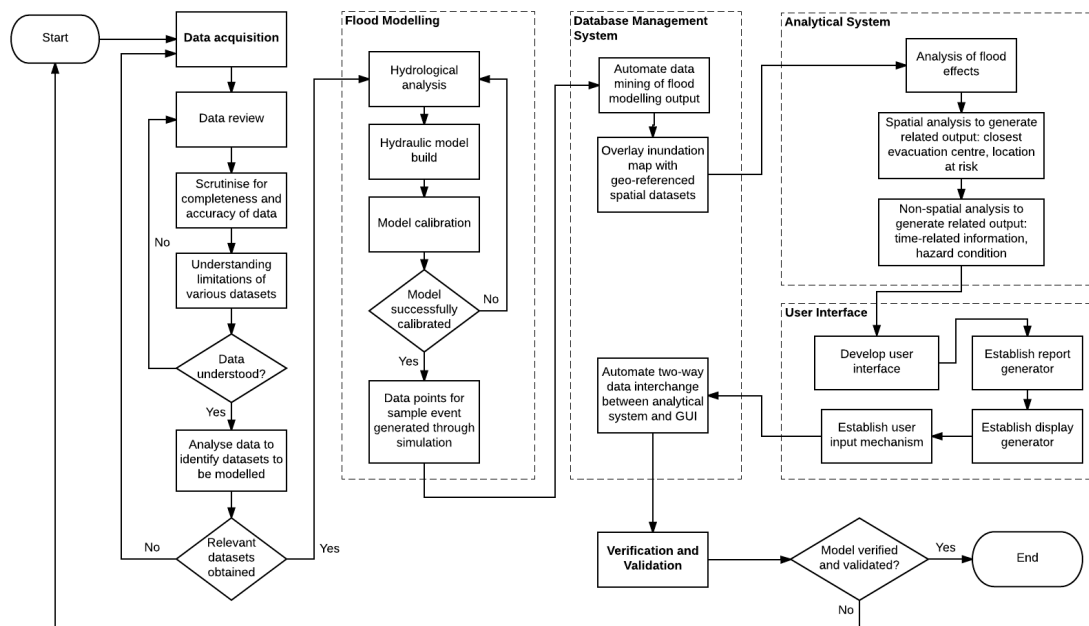 Start
Data acquisition
Data review
Scrutinise for
completeness and
accuracy of data
No
Understanding
limitations of
various datasets
Data
understood?
Yes
Analyse data to
identify datasets to
be modelled
No
Relevant
datasets
obtained
Yes
Flood Modelling
Hydrological
analysis
Hydraulic model
build
Model calibration
Model
successfully
calibrated
No
Yes
Data points for
sample event
generated through
simulation
Database Management
System
Automate data
mining of flood
modelling output
Overlay inundation
map with
geo-referenced
spatial datasets
Automate two-way
data interchange
between analytical
system and GUI
Analytical System
Analysis of flood
effects
Spatial analysis to generate
related output: closest
evacuation centre, location
at risk
Non-spatial analysis to
generate related output:
time-related information,
hazard condition
User Interface
Develop user
interface
Establish report
generator
Establish user
input mechanism
Establish display
generator
Verification and
Validation
Model verified
and validated?
Yes
End
No